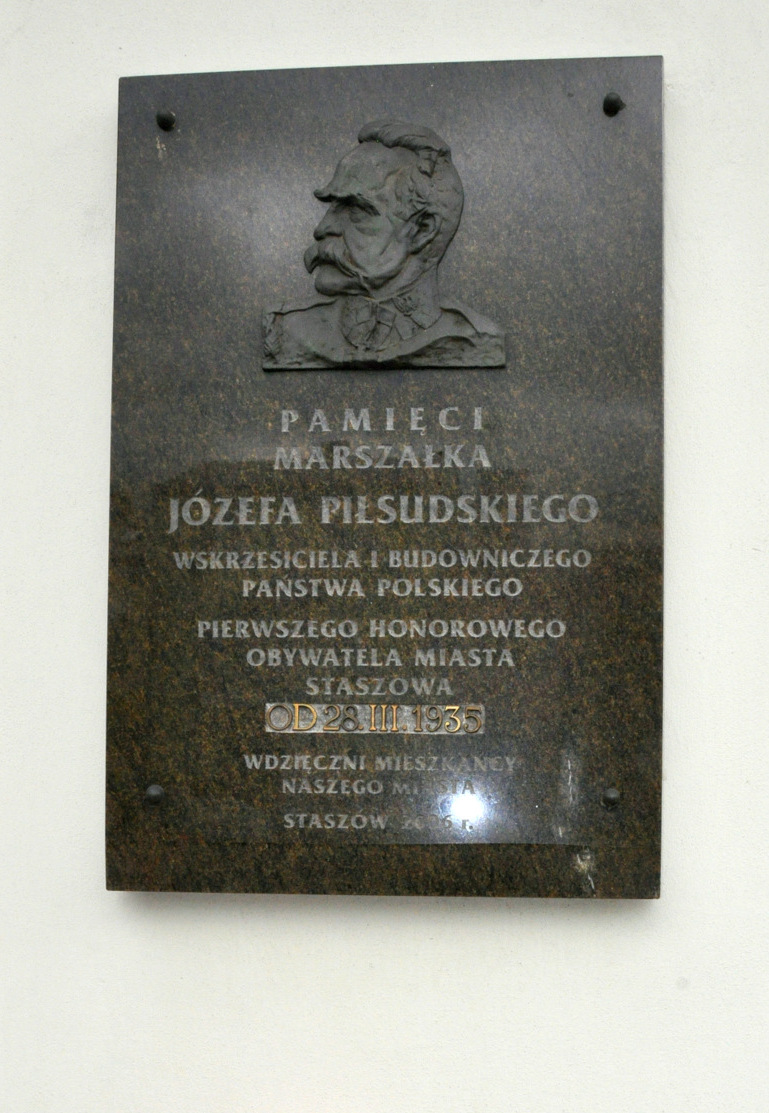 PAMIĘCI
MARSZAŁKA
JÓZEFA PIŁSUDSKIEGO
WSKRZESICIELA I BUDOWNICZEGO
PAŃSTWA POLSKIEGO
PIERWSZEGO HONOROWEGO
OBYWATELA MIASTA
STASZOWA
OD 28.III.1935
WDZIĘCZNI MIESZKAŃCY
NASZEGO MIASTA
STASZÓW r.